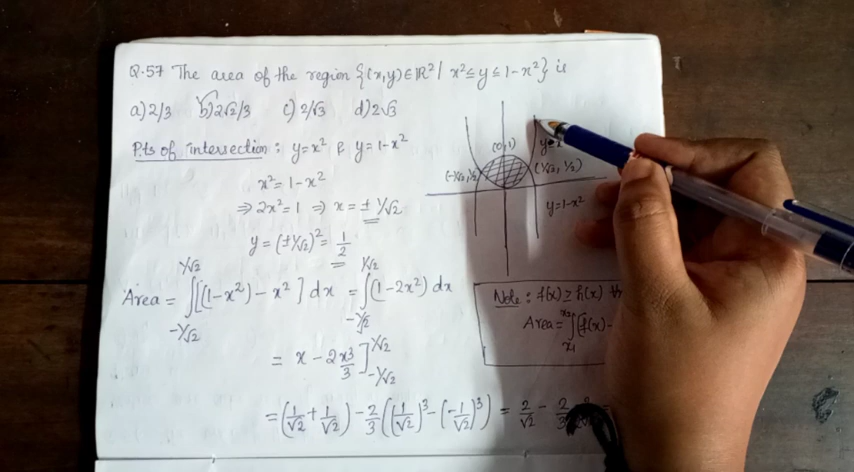 Q.57 The area of the region {(x,y)∈ℝ² | x² ≤ y ≤ 1-x²} is
a) 2/3 b) 2√2/3 c) 2/√3 d) 2√3
Pts of intersection : y=x² & y=1-x²
x² = 1-x²
⇒ 2x²=1 ⇒ x = ± 1/√2
y = (±1/√2)² = 1/2
Area = ∫_{-1/√2}^{1/√2} [(1-x²) - x²] dx = ∫_{-1/√2}^{1/√2} (1-2x²) dx
= x - 2x³/3 ]_{-1/√2}^{1/√2}
= (1/√2 + 1/√2) - 2/3 ((1/√2)³ - (-1/√2)³) = 2/√2 - 2/3
(0,1)
(-1/√2, 1/2)
(1/√2, 1/2)
y=1-x²
Note : f(x) ≥ h(x)
Area = ∫_{x₁}^{x₂} [f(x) -